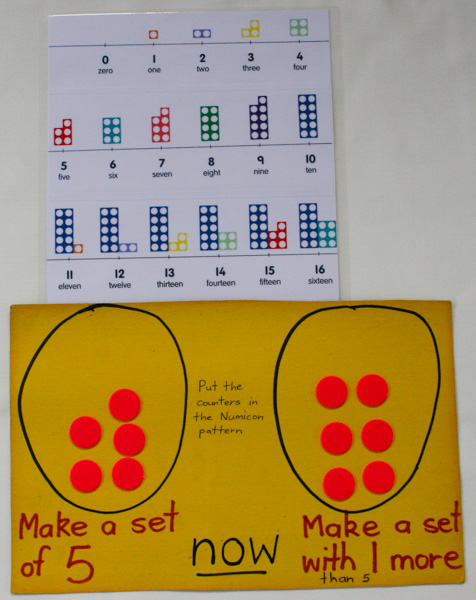 0 1 2 3 4
zero one two three four
5 6 7 8 9 10
five six seven eight nine ten
11 12 13 14 15 16
eleven twelve thirteen fourteen fifteen sixteen
Put the
counters in
the Numicon
pattern
Make a set
of 5
now
Make a set
with 1 more
than 5